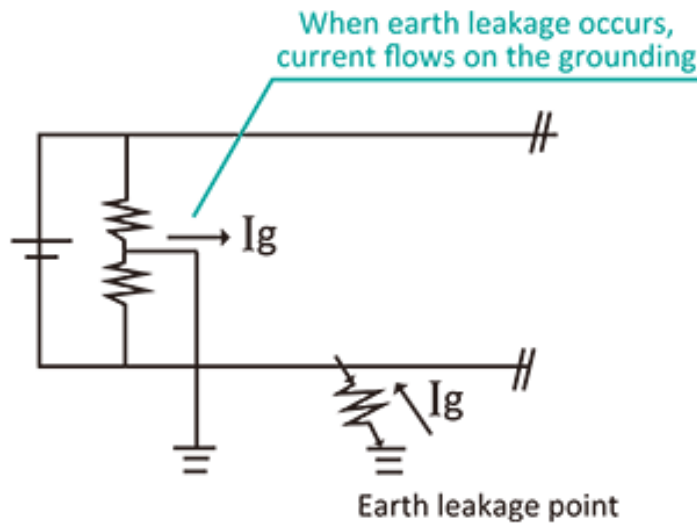 When earth leakage occurs,
current flows on the grounding
Ig
Ig
Earth leakage point